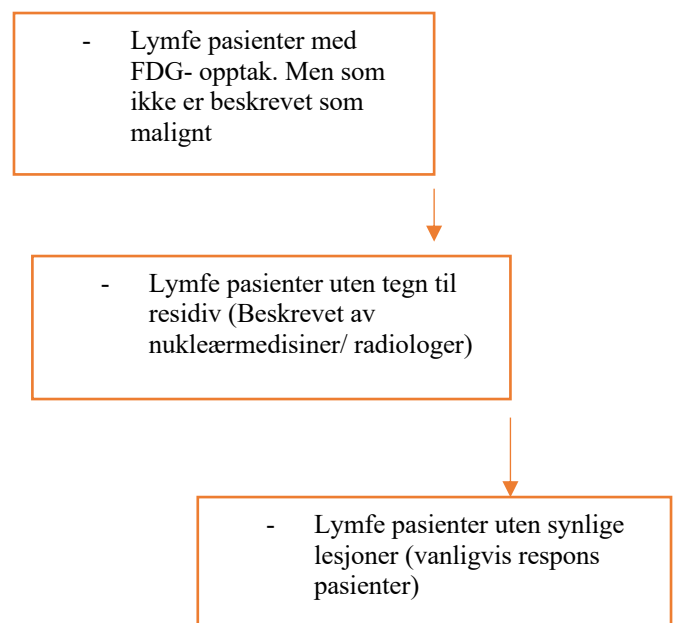 - Lymfe pasienter med
FDG- opptak. Men som
ikke er beskrevet som
malignt
- Lymfe pasienter uten tegn til
residiv (Beskrevet av
nukleærmedisiner/ radiologer)
- Lymfe pasienter uten synlige
lesjoner (vanligvis respons
pasienter)